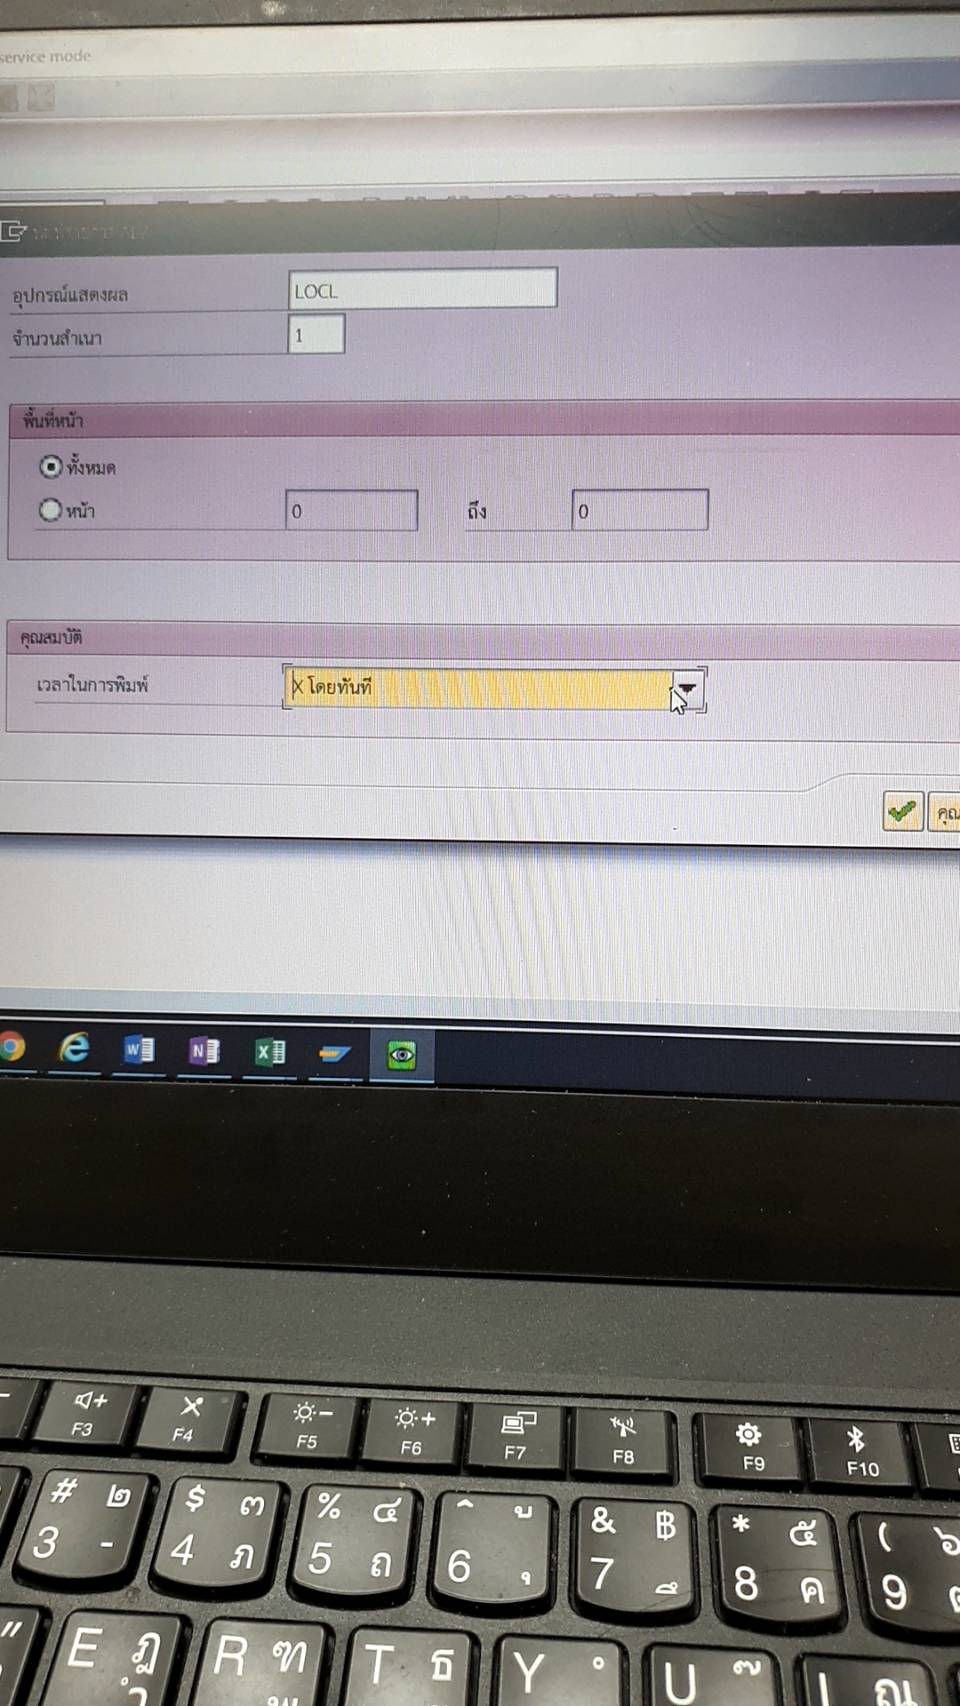 service mode
อุปกรณ์แสดงผล LOCL
จำนวนสำเนา 1
พื้นที่หน้า
ทั้งหมด
หน้า 0 ถึง 0
คุณสมบัติ
เวลาในการพิมพ์ X โดยทันที
คุณ
W N X
F3 F4 F5 F6 F7 F8 F9 F10
# ๒ $ ๓ % ๔ ู & ฿ * ๕ ( ๖
3 - 4 ภ 5 ถ 6 ุ 7 ึ 8 ค 9 ต
E ฎ R ฑ T ธ Y ํ U ๊ I ณ
ำ พ